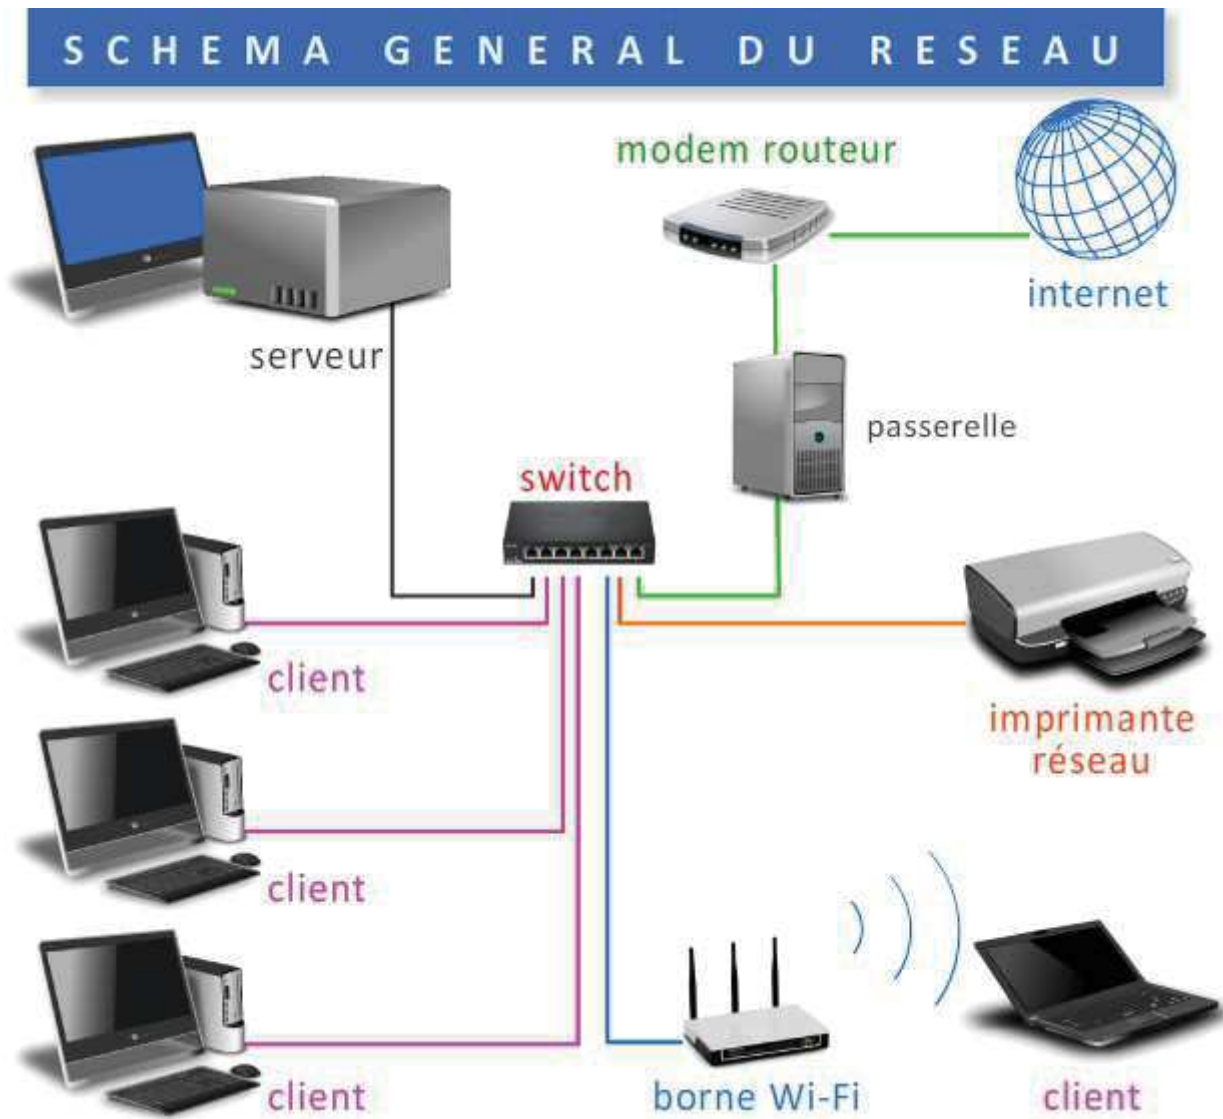 SCHEMA GENERAL DU RESEAU
modem routeur
internet
serveur
passerelle
switch
client
imprimante
réseau
client
client
borne Wi-Fi
client